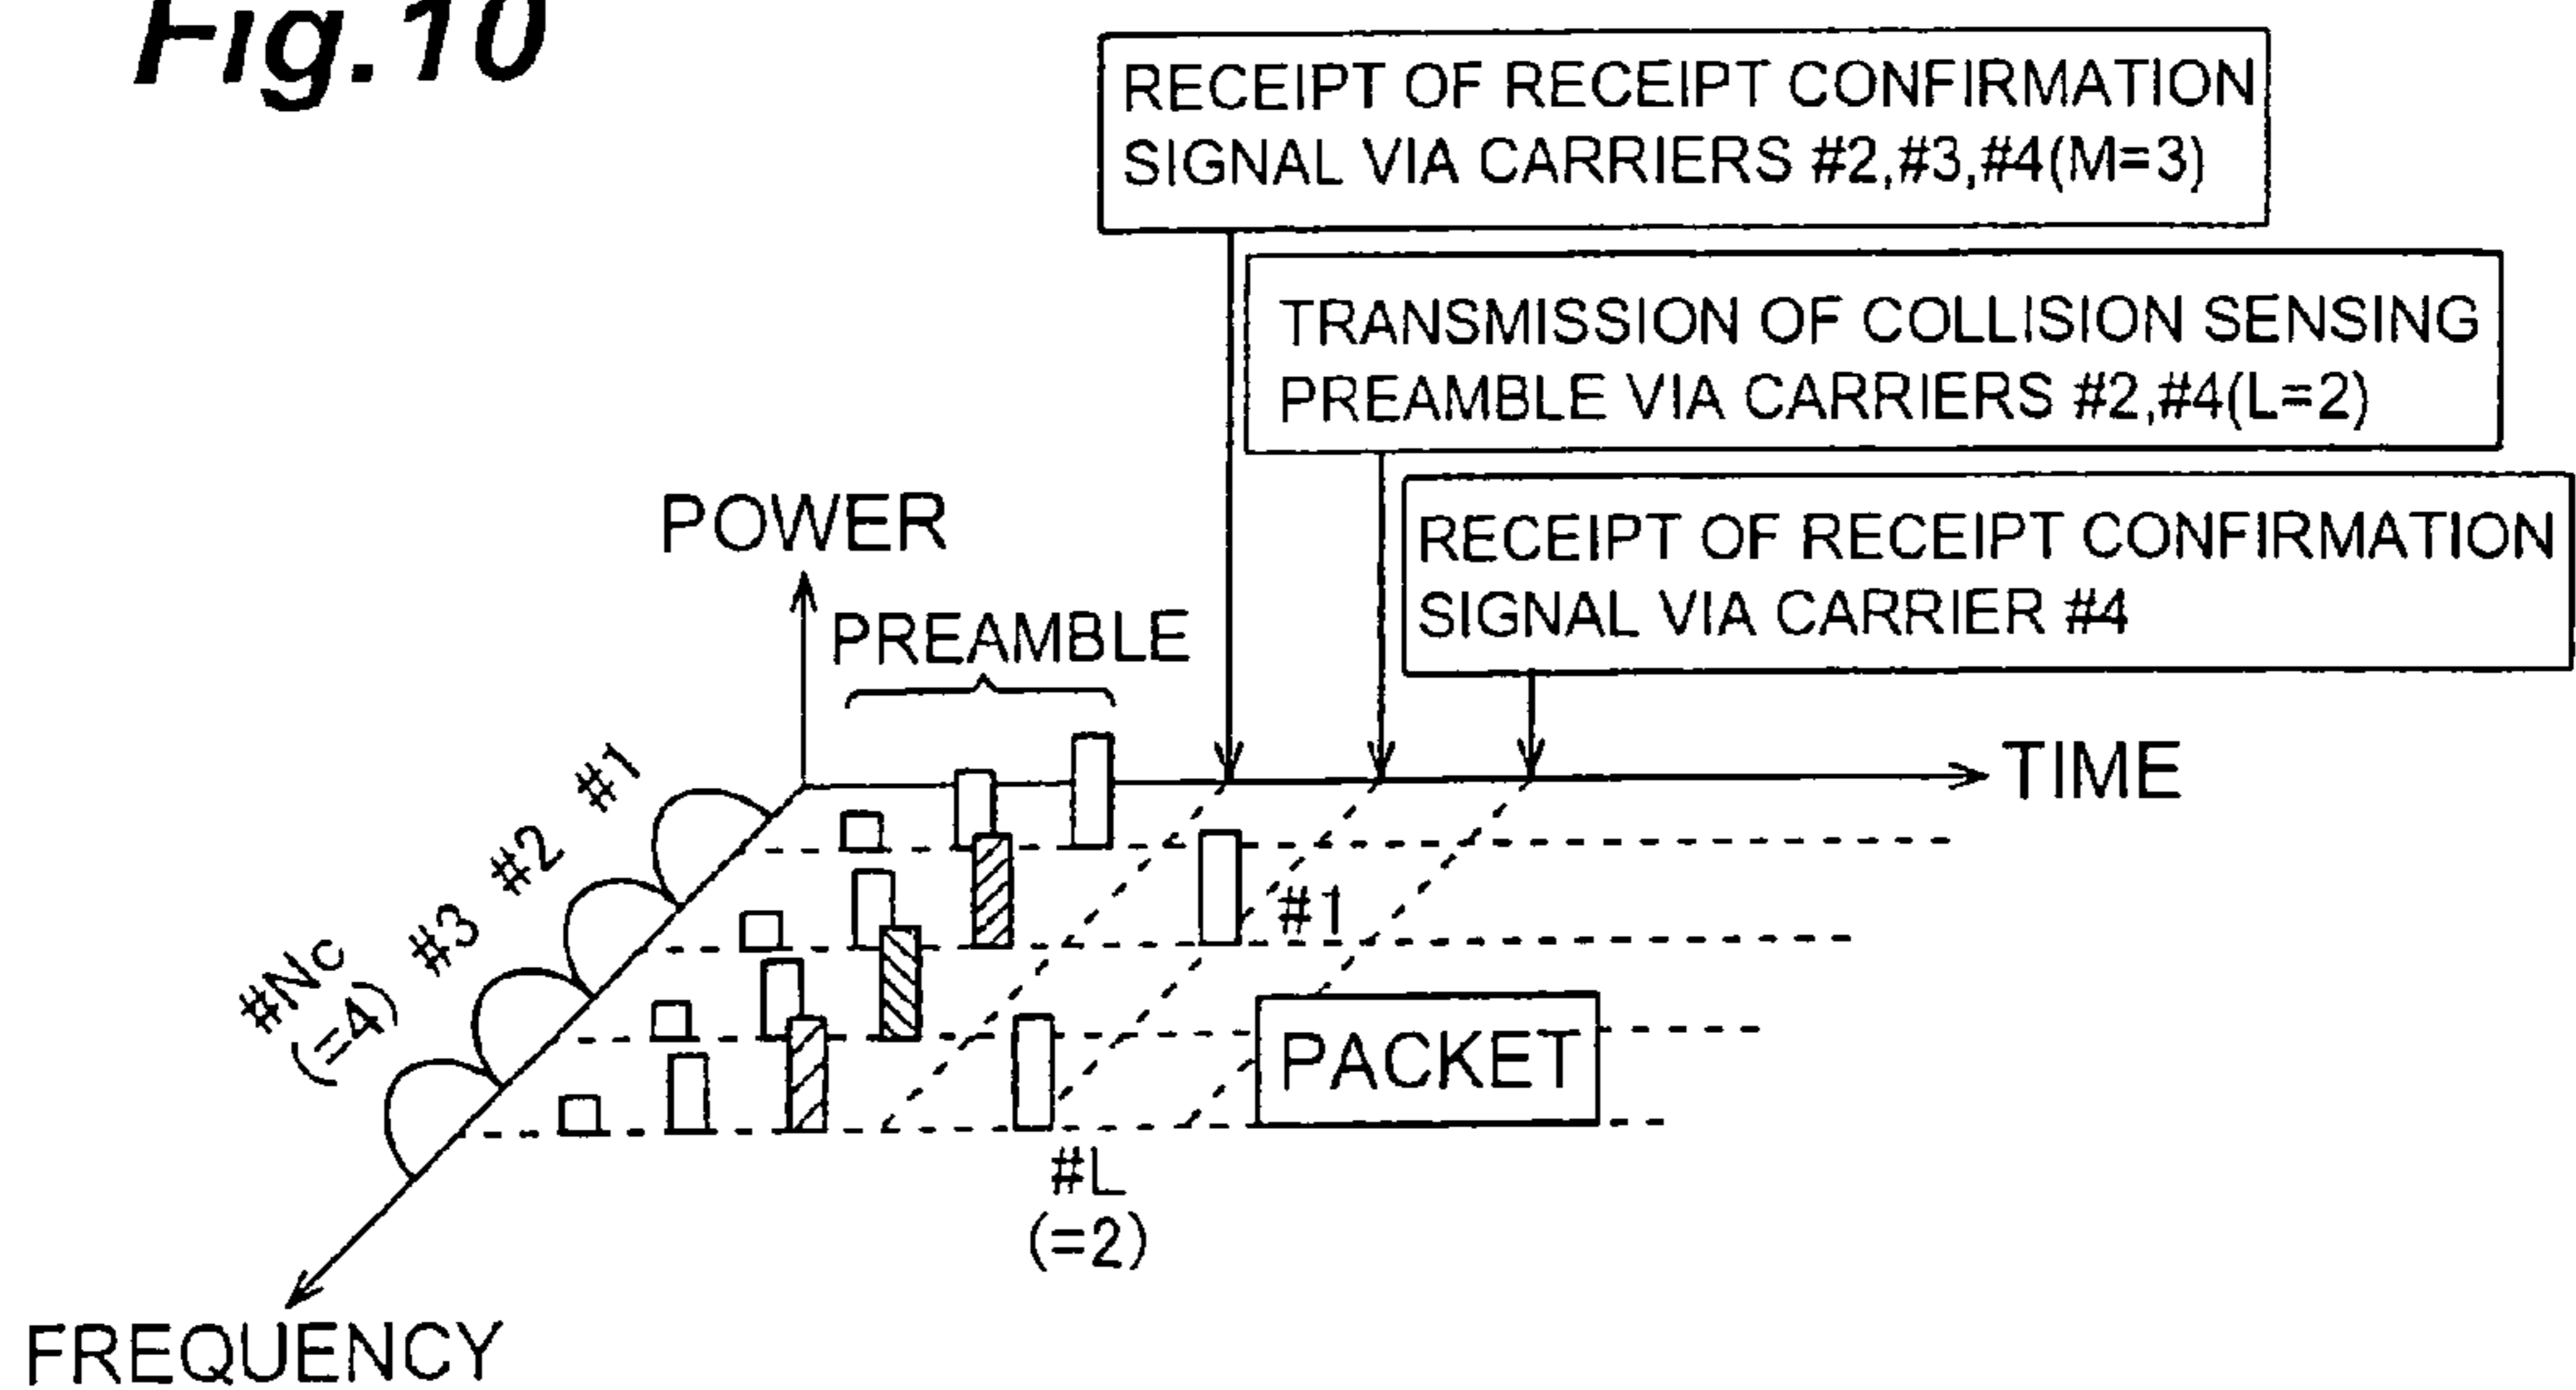 Fig.10
RECEIPT OF RECEIPT CONFIRMATION
SIGNAL VIA CARRIERS #2,#3,#4(M=3)
TRANSMISSION OF COLLISION SENSING
PREAMBLE VIA CARRIERS #2,#4(L=2)
RECEIPT OF RECEIPT CONFIRMATION
SIGNAL VIA CARRIER #4
POWER
PREAMBLE
TIME
#1
#2
#3
#Nc
(=4)
#1
PACKET
#L
(=2)
FREQUENCY